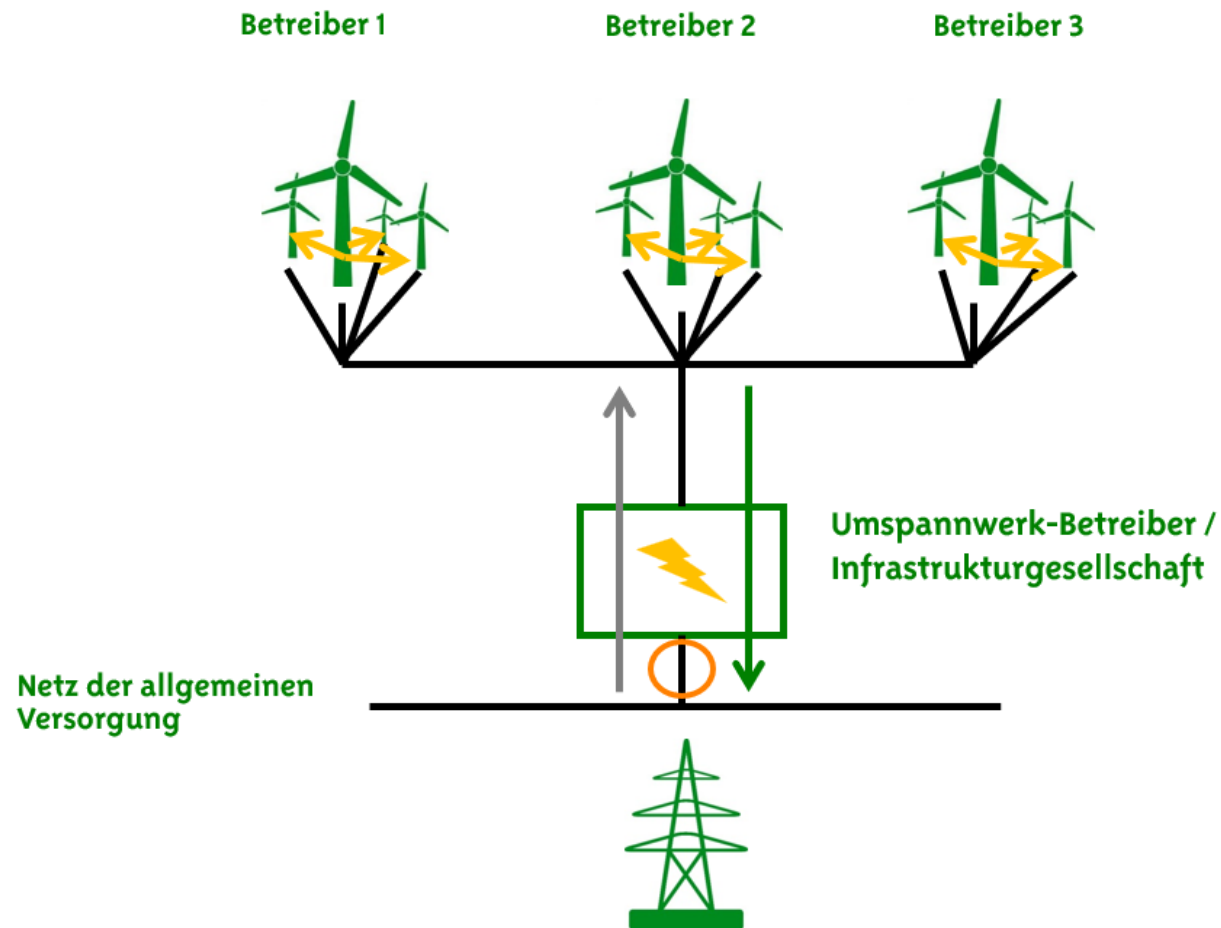 Betreiber 1
Betreiber 2
Betreiber 3
Umspannwerk-Betreiber /
Infrastrukturgesellschaft
Netz der allgemeinen
Versorgung